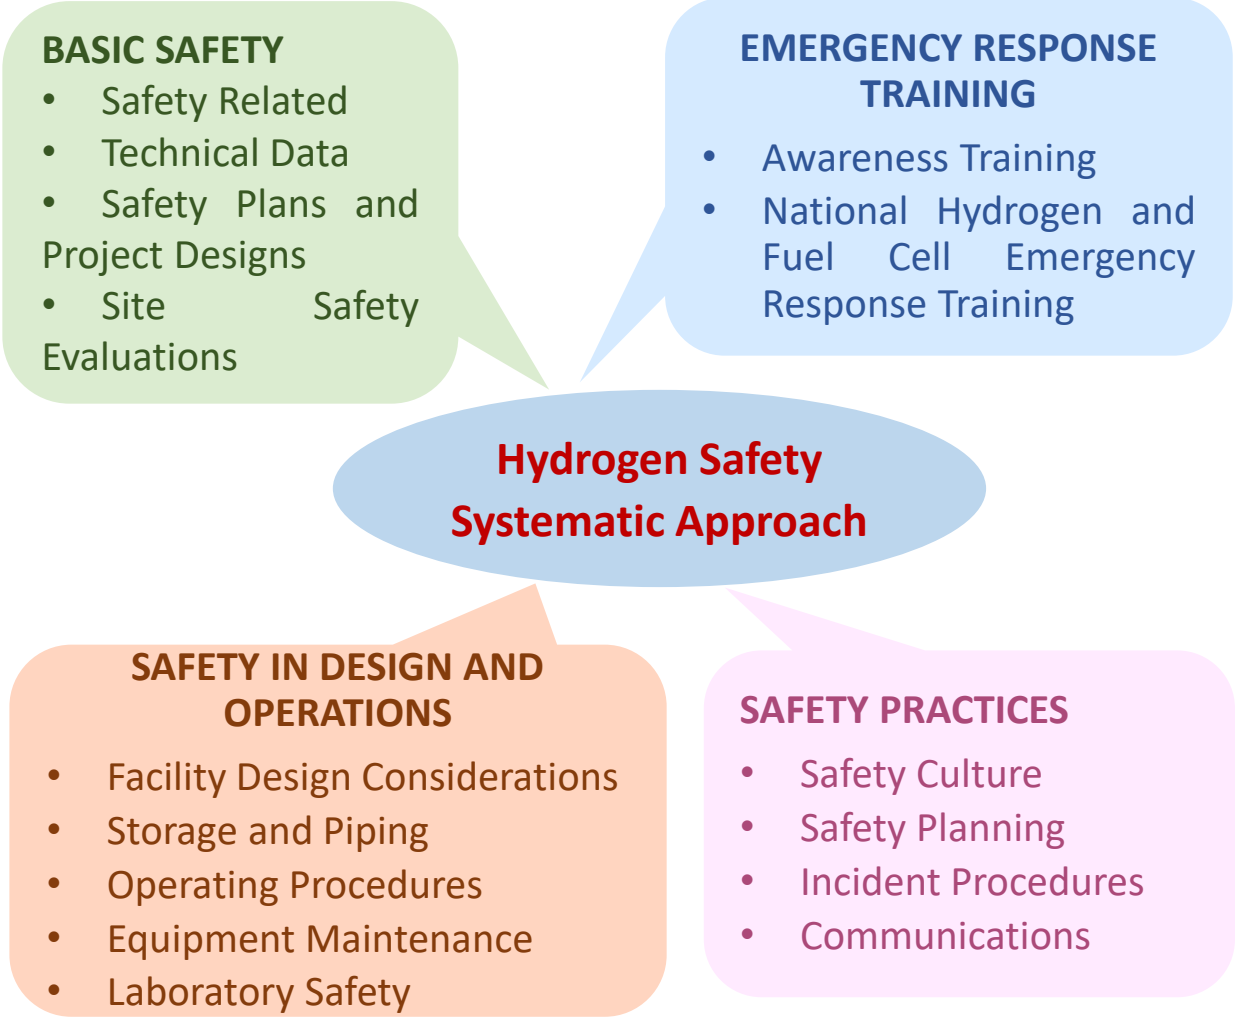 BASIC SAFETY
• Safety Related
• Technical Data
• Safety Plans and
Project Designs
• Site Safety
Evaluations
EMERGENCY RESPONSE
TRAINING
• Awareness Training
• National Hydrogen and
Fuel Cell Emergency
Response Training
Hydrogen Safety
Systematic Approach
SAFETY IN DESIGN AND
OPERATIONS
• Facility Design Considerations
• Storage and Piping
• Operating Procedures
• Equipment Maintenance
• Laboratory Safety
SAFETY PRACTICES
• Safety Culture
• Safety Planning
• Incident Procedures
• Communications